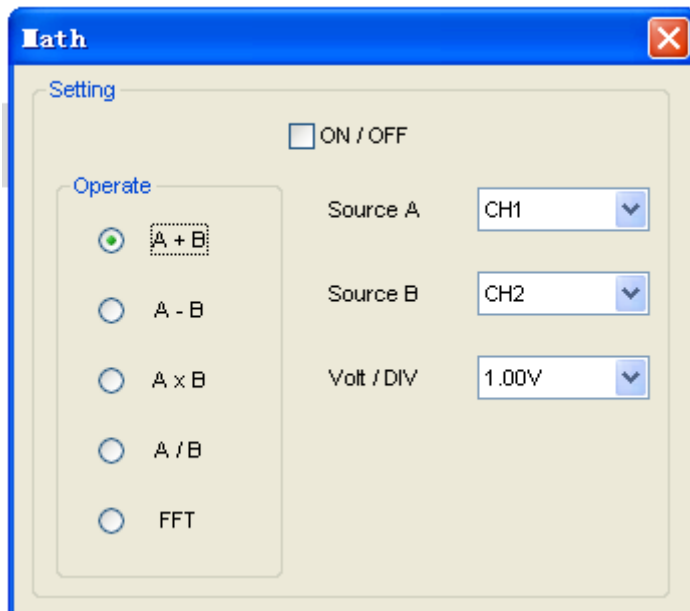 Math
Setting
ON / OFF
Operate
A + B
A - B
A x B
A / B
FFT
Source A CH1
Source B CH2
Volt / DIV 1.00V